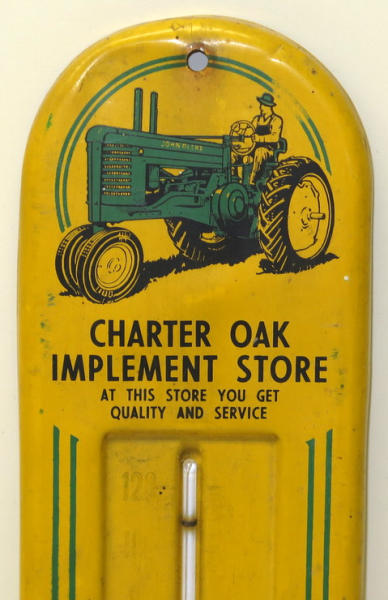 JOHN DEERE
CHARTER OAK
IMPLEMENT STORE
AT THIS STORE YOU GET
QUALITY AND SERVICE